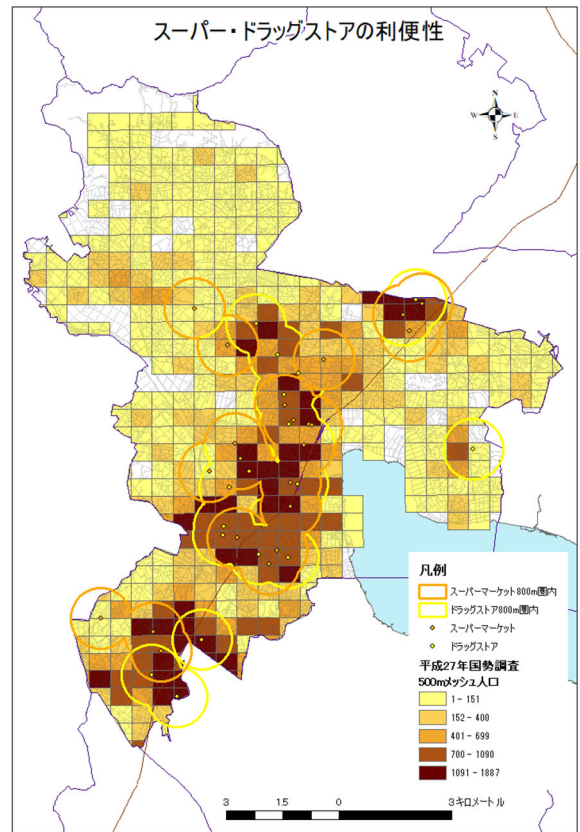 スーパー・ドラッグストアの利便性
N
W E
S
凡例
スーパーマーケット800m圏内
ドラッグストア800m圏内
スーパーマーケット
ドラッグストア
平成27年国勢調査
500mメッシュ人口
1 - 151
152 - 400
401 - 699
700 - 1090
1091 - 1887
3 1.5 0 3キロメートル